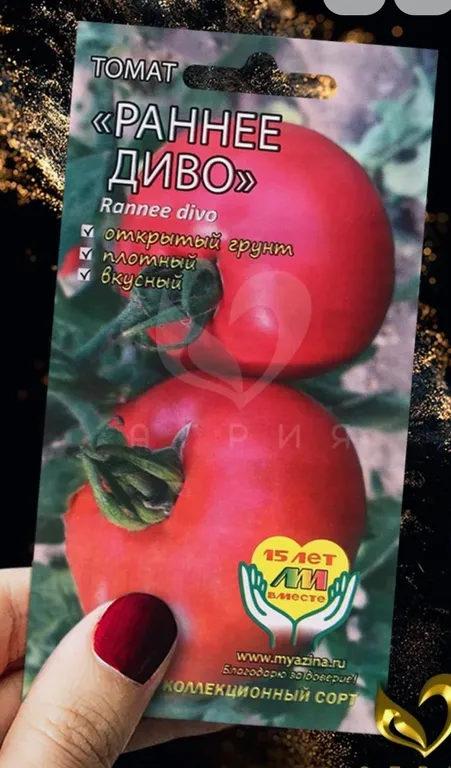 ТОМАТ
«РАННЕЕ
ДИВО»
Rannee divo
открытый грунт
плотный
вкусный
АГРИЯ
15 ЛЕТ
ЛМ
вместе
www.myazina.ru
Благодарю за доверие!
КОЛЛЕКЦИОННЫЙ СОРТ